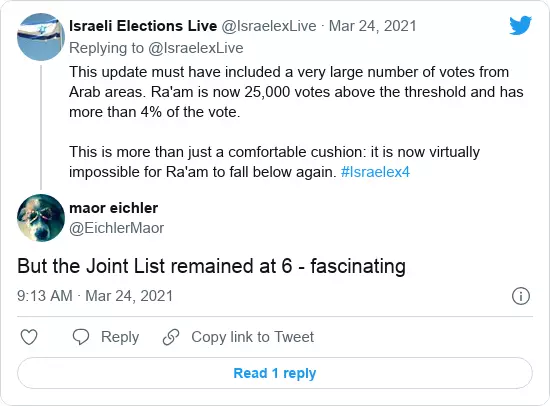 Israeli Elections Live @IsraelexLive · Mar 24, 2021
Replying to @IsraelexLive
This update must have included a very large number of votes from
Arab areas. Ra'am is now 25,000 votes above the threshold and has
more than 4% of the vote.
This is more than just a comfortable cushion: it is now virtually
impossible for Ra'am to fall below again. #Israelex4
maor eichler
@EichlerMaor
But the Joint List remained at 6 - fascinating
9:13 AM · Mar 24, 2021
Reply
Copy link to Tweet
Read 1 reply